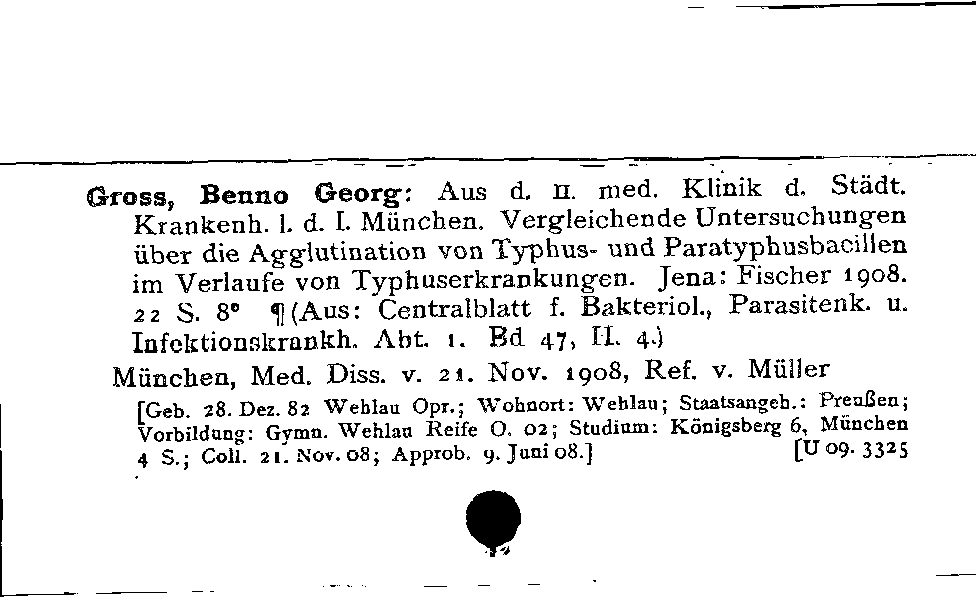 Gross, Benno Georg: Aus d. II. med. Klinik d. Städt.
Krankenh. l. d. I. München. Vergleichende Untersuchungen
über die Agglutination von Typhus- und Paratyphusbacillen
im Verlaufe von Typhuserkrankungen. Jena: Fischer 1908.
22 S. 8° ¶ (Aus: Centralblatt f. Bakteriol., Parasitenk. u.
Infektionskrankh. Abt. 1. Bd 47, H. 4.)
München, Med. Diss. v. 21. Nov. 1908, Ref. v. Müller
[Geb. 28. Dez. 82 Wehlau Opr.; Wohnort: Wehlau; Staatsangeh.: Preußen;
Vorbildung: Gymn. Wehlau Reife O. 02; Studium: Königsberg 6, München
4 S.; Coll. 21. Nov. 08; Approb. 9. Juni 08.] [U 09. 3325